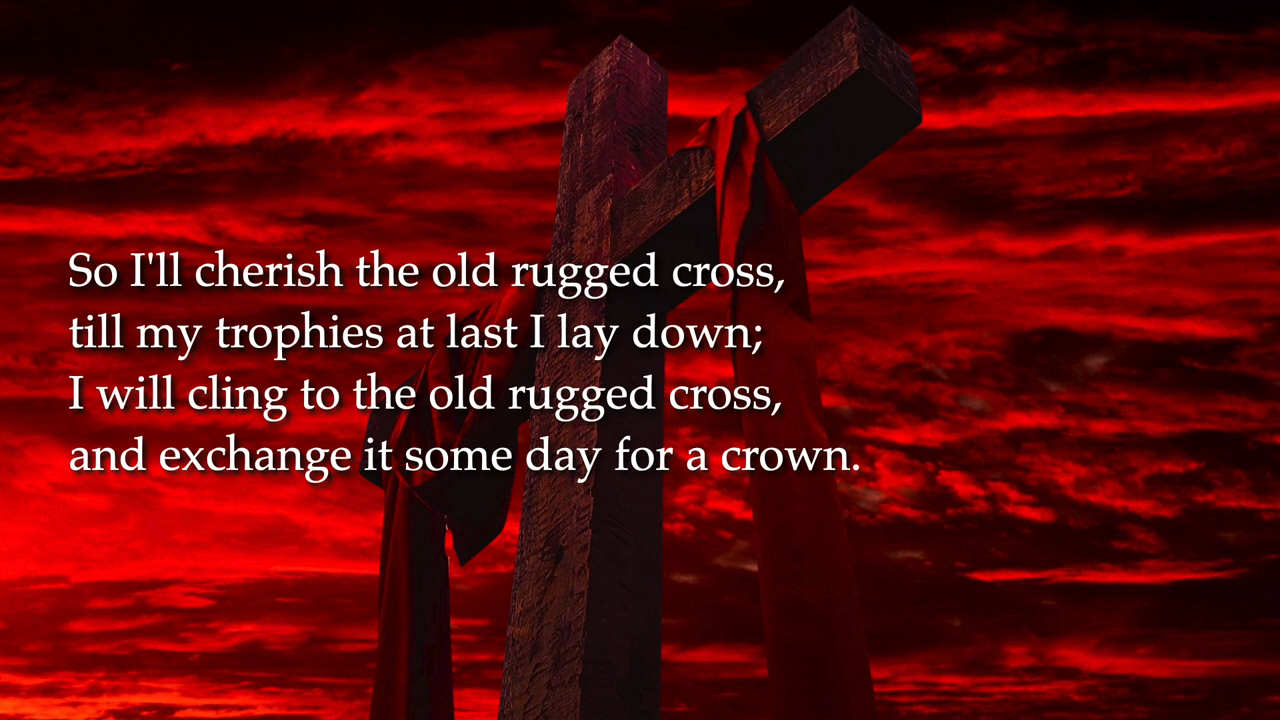 So I'll cherish the old rugged cross,
till my trophies at last I lay down;
I will cling to the old rugged cross,
and exchange it some day for a crown.